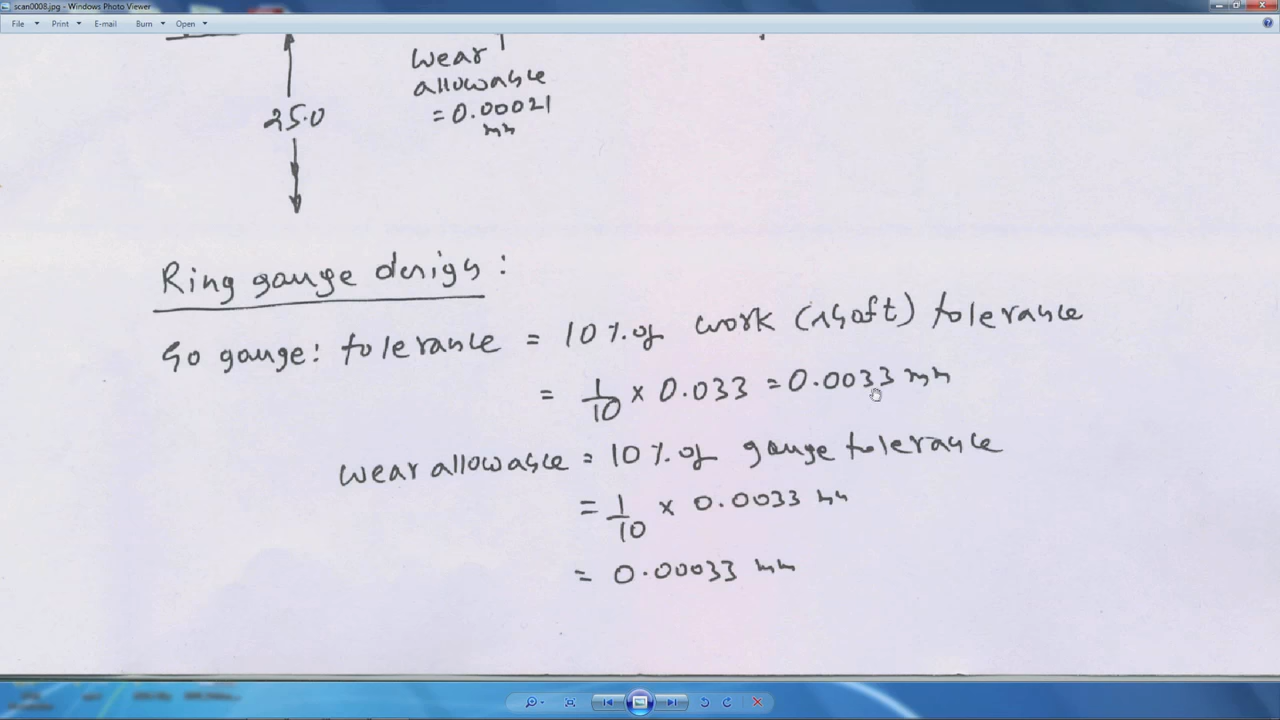 scan0008.jpg - Windows Photo Viewer
File Print E-mail Burn Open
wear
allowable
= 0.00021
mm
25.0
Ring gauge design :
Go gauge: tolerance = 10% of work (shaft) tolerance
= 1/10 × 0.033 = 0.0033 mm
wear allowable = 10% of gauge tolerance
= 1/10 × 0.0033 mm
= 0.00033 mm